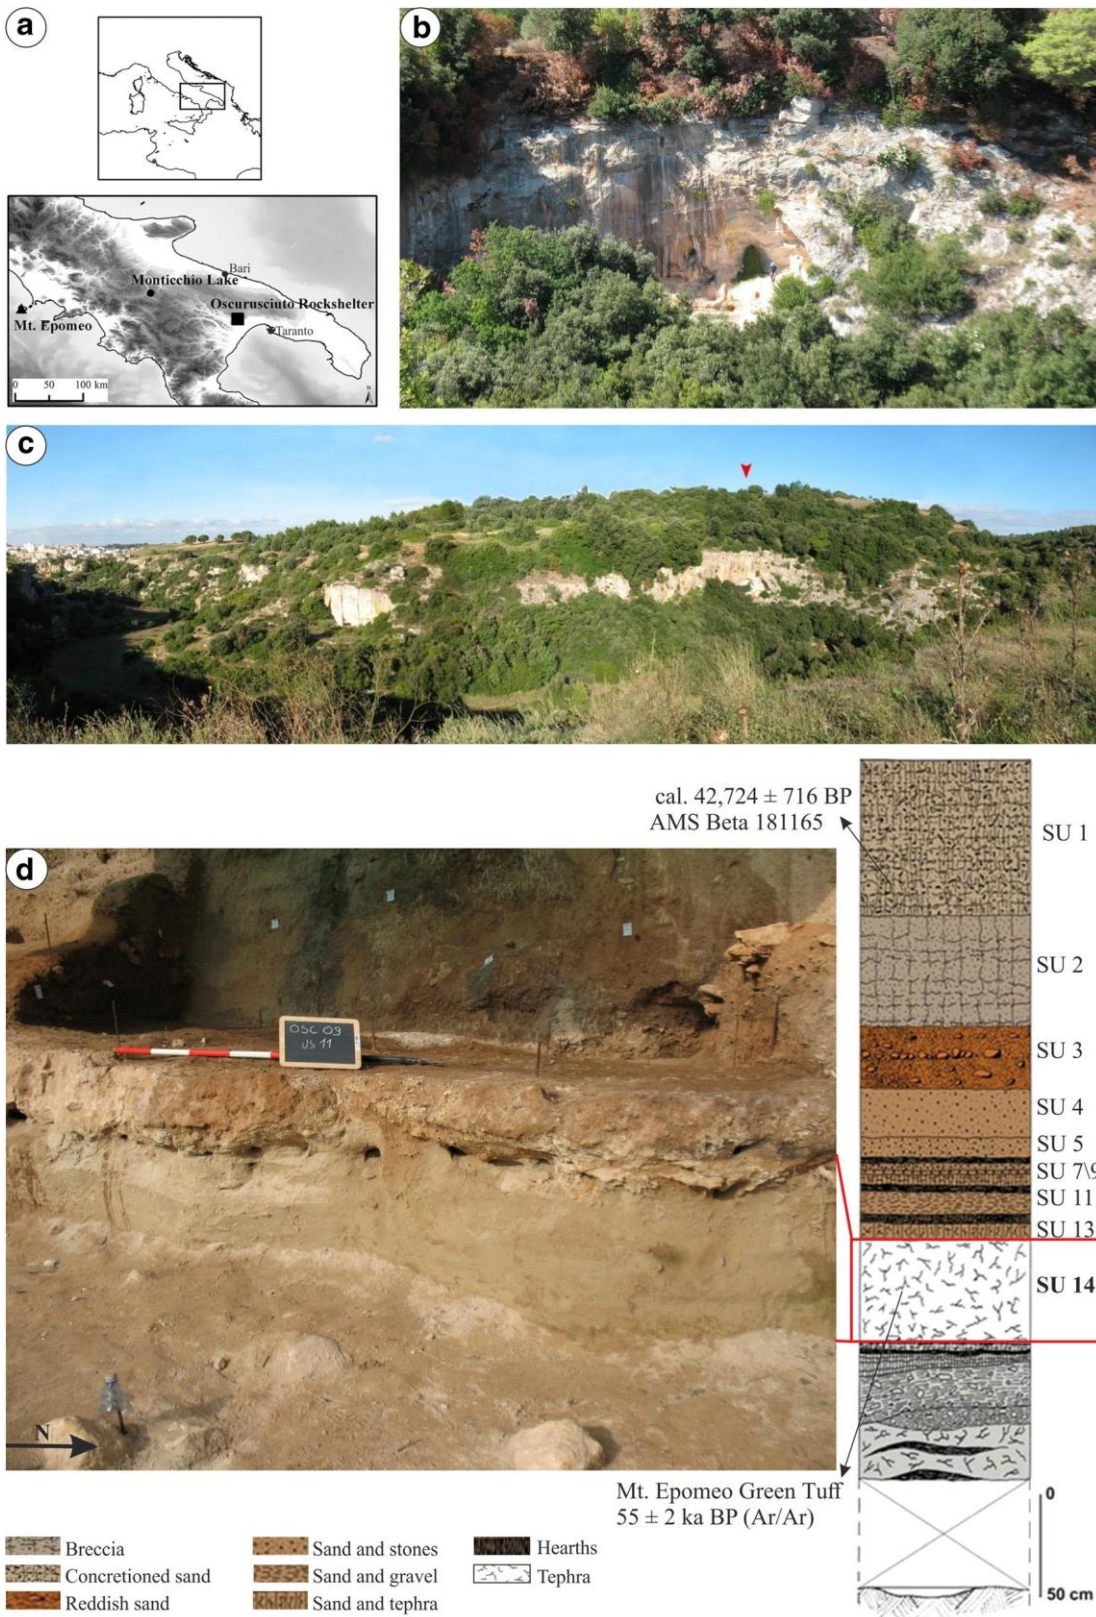 a
Bari
Monticchio Lake
Oscurusciuto Rockshelter
Mt. Epomeo
Taranto
0 50 100 km
N
b
c
cal. 42,724 ± 716 BP
AMS Beta 181165
SU 1
SU 2
SU 3
SU 4
SU 5
SU 7\9
SU 11
SU 13
SU 14
d
OSC 09
US 11
N
Mt. Epomeo Green Tuff
55 ± 2 ka BP (Ar/Ar)
0
50 cm
Breccia
Concretioned sand
Reddish sand
Sand and stones
Sand and gravel
Sand and tephra
Hearths
Tephra